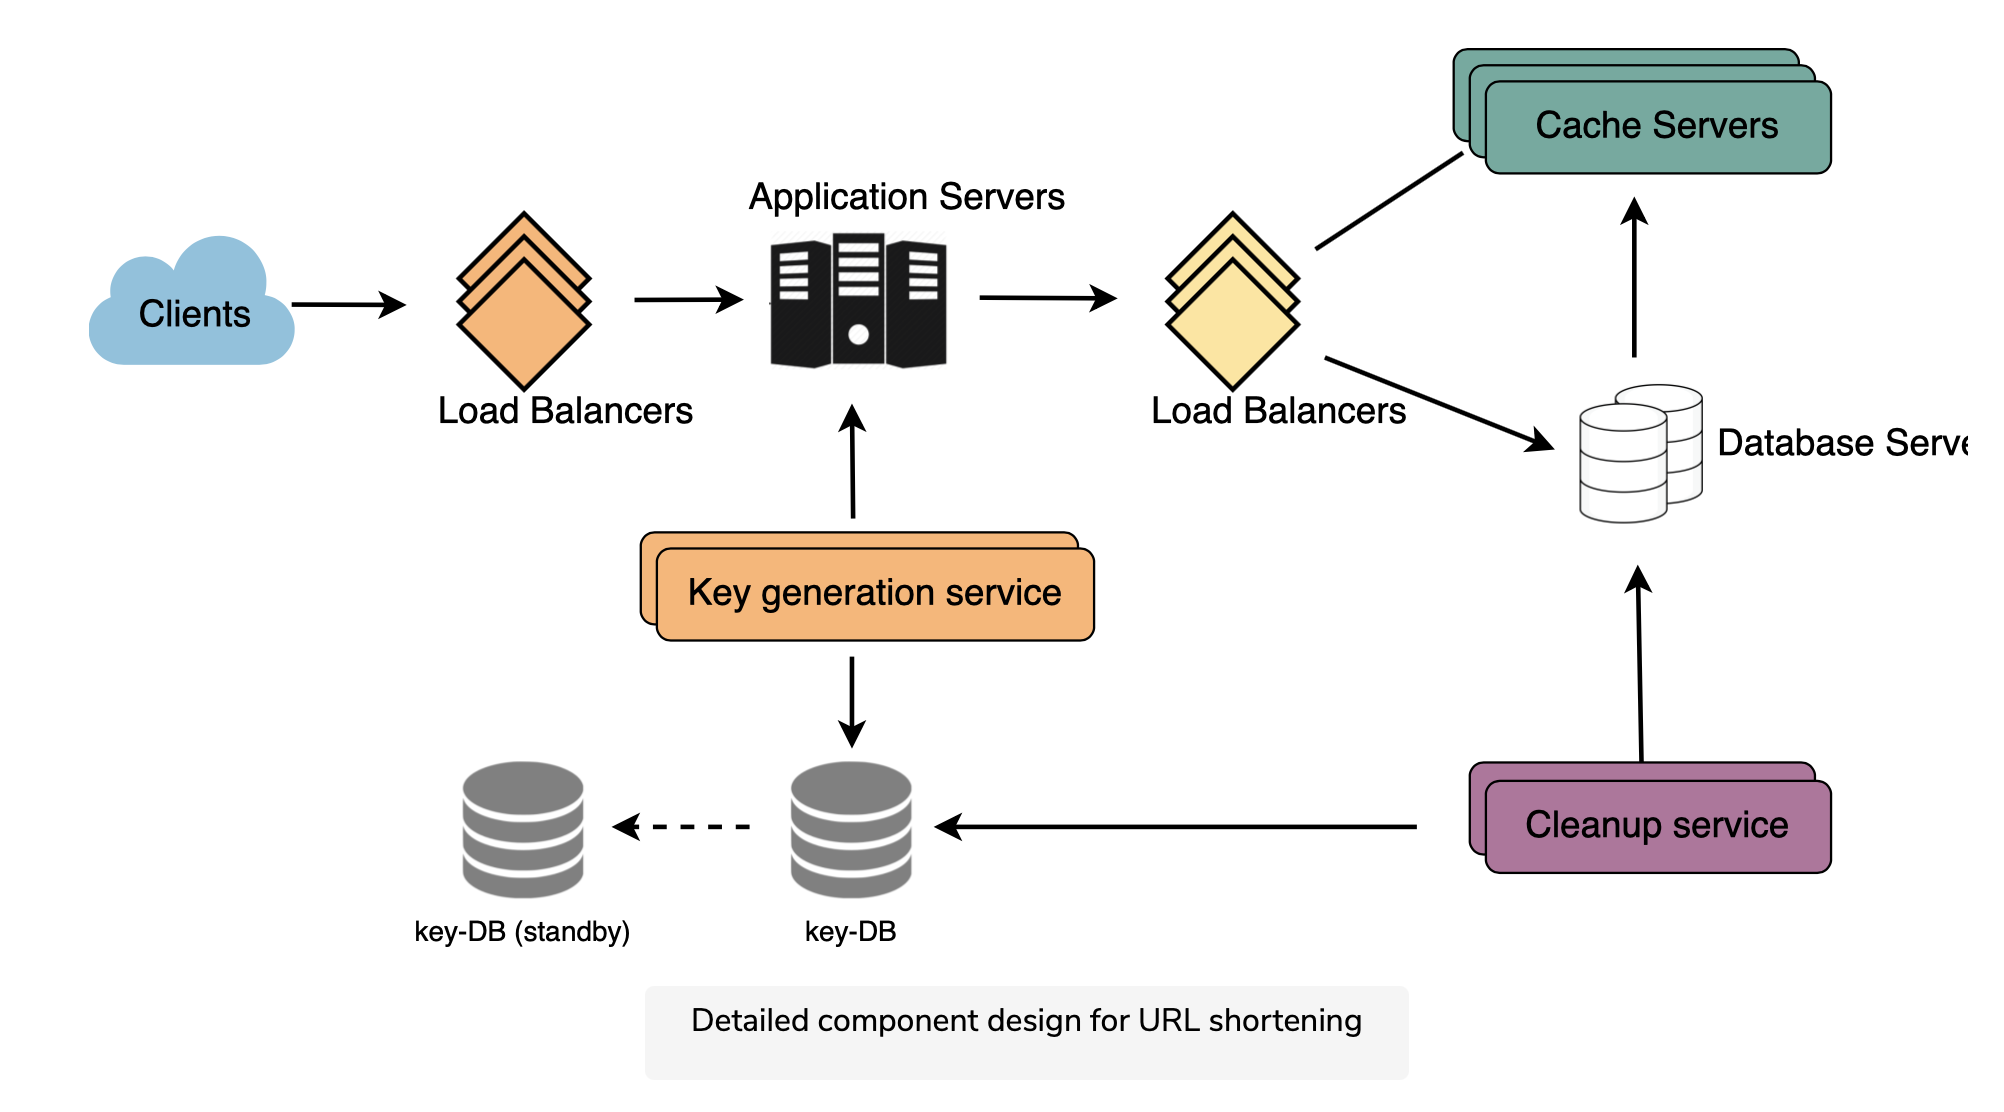 Cache Servers
Application Servers
Clients
Load Balancers
Load Balancers
Database Serve
Key generation service
Cleanup service
key-DB (standby)
key-DB
Detailed component design for URL shortening